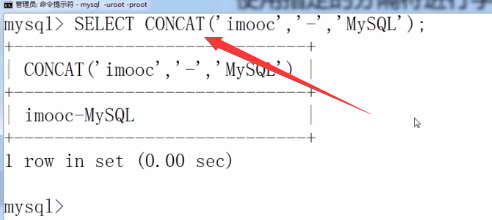 管理员: 命令提示符 - mysql -uroot -proot
mysql> SELECT CONCAT('imooc','-','MySQL');
+----------------------------+
| CONCAT('imooc','-','MySQL') |
+----------------------------+
| imooc-MySQL |
+----------------------------+
1 row in set (0.00 sec)
mysql>